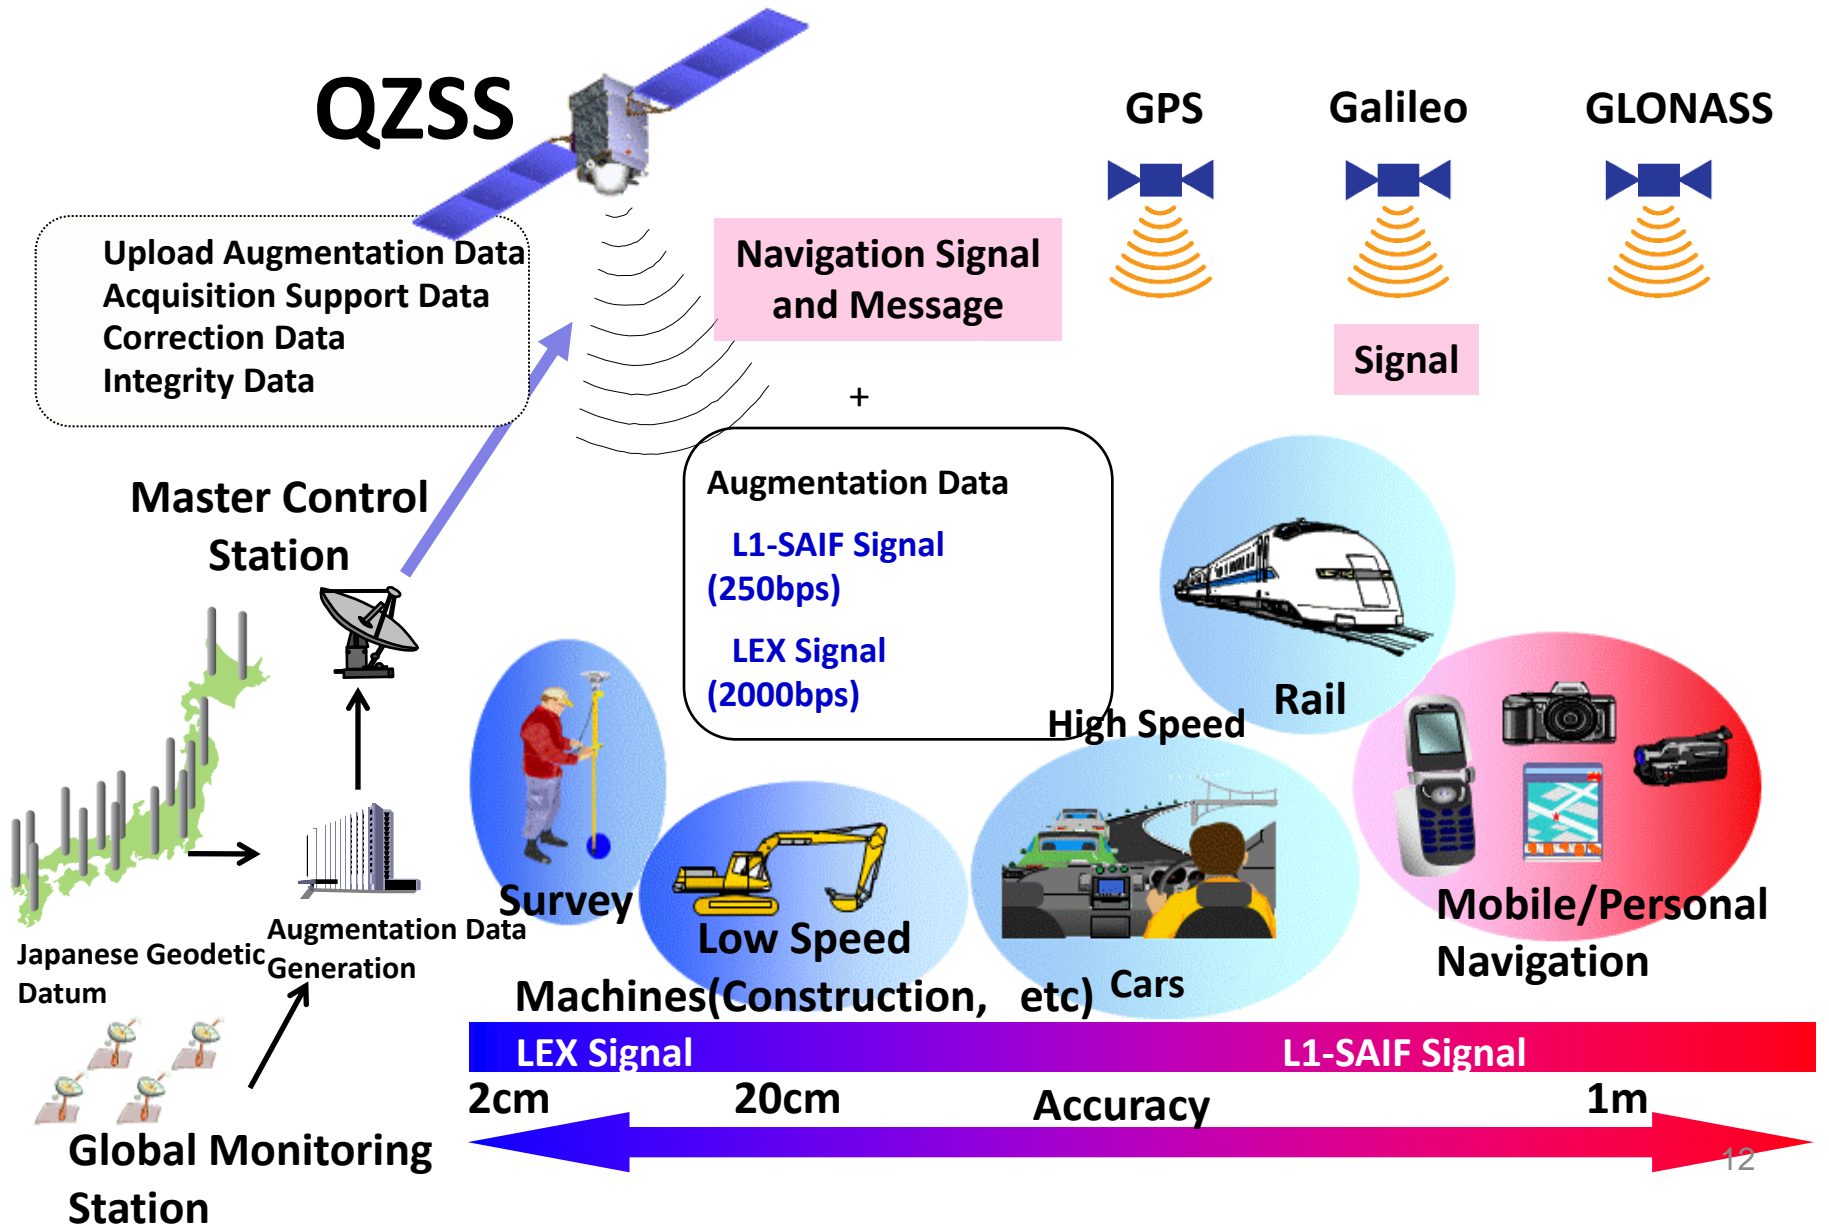 QZSS
GPS
Galileo
GLONASS
Upload Augmentation Data
Acquisition Support Data
Correction Data
Integrity Data
Navigation Signal
and Message
Signal
+
Master Control
Station
Augmentation Data
L1-SAIF Signal
(250bps)
LEX Signal
(2000bps)
High Speed
Rail
Survey
Low Speed
Machines(Construction, etc)
Cars
Mobile/Personal
Navigation
Japanese Geodetic
Datum
Augmentation Data
Generation
LEX Signal
L1-SAIF Signal
2cm
20cm
Accuracy
1m
Global Monitoring
Station
12